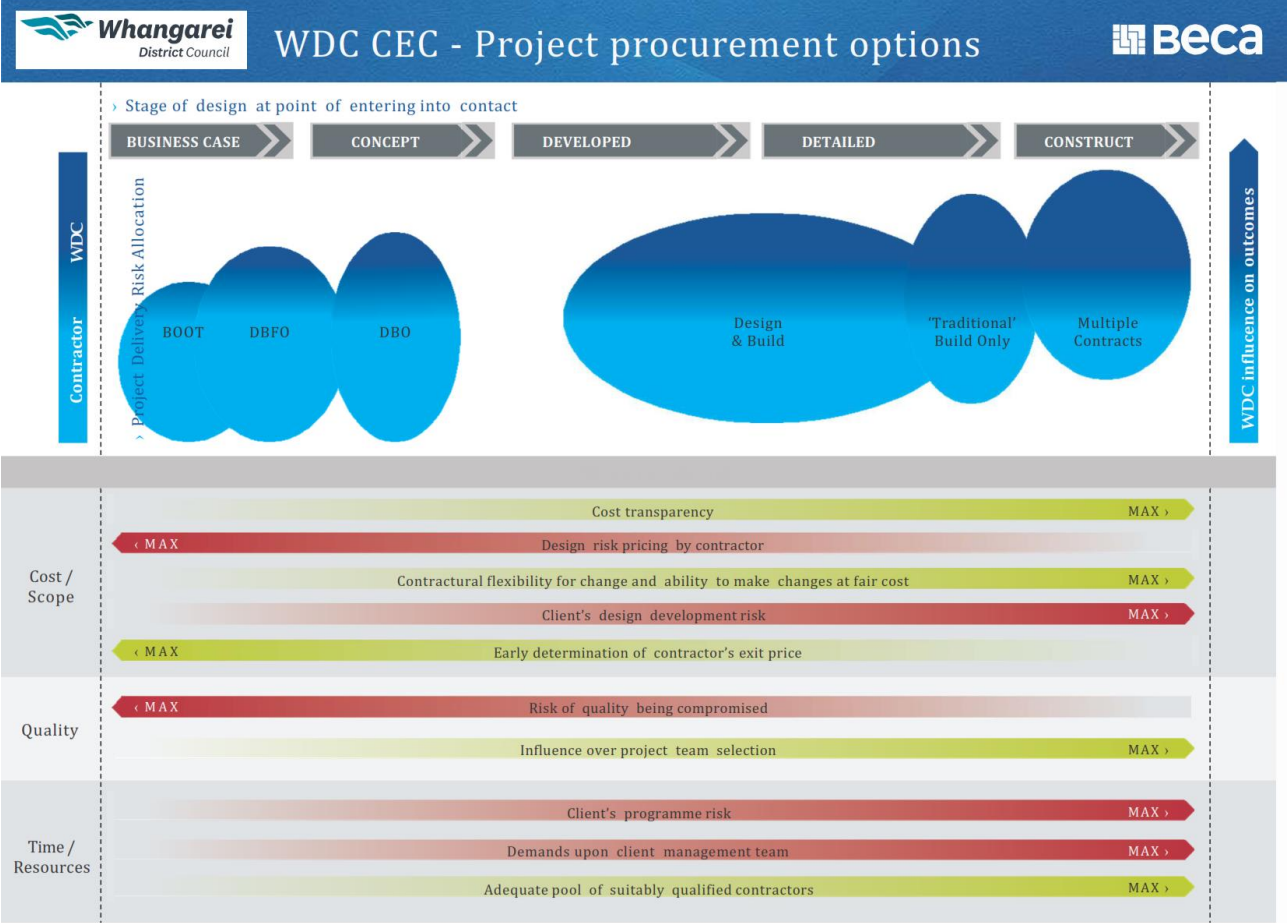 Whangarei
District Council
WDC CEC - Project procurement options
Beca
› Stage of design at point of entering into contact
BUSINESS CASE
CONCEPT
DEVELOPED
DETAILED
CONSTRUCT
WDC
Contractor
› Project Delivery Risk Allocation
BOOT
DBFO
DBO
Design
& Build
'Traditional'
Build Only
Multiple
Contracts
WDC influcence on outcomes
Cost /
Scope
Cost transparency MAX ›
‹ MAX Design risk pricing by contractor
Contractural flexibility for change and ability to make changes at fair cost MAX ›
Client's design development risk MAX ›
‹ MAX Early determination of contractor's exit price
Quality
‹ MAX Risk of quality being compromised
Influence over project team selection MAX ›
Time /
Resources
Client's programme risk MAX ›
Demands upon client management team MAX ›
Adequate pool of suitably qualified contractors MAX ›